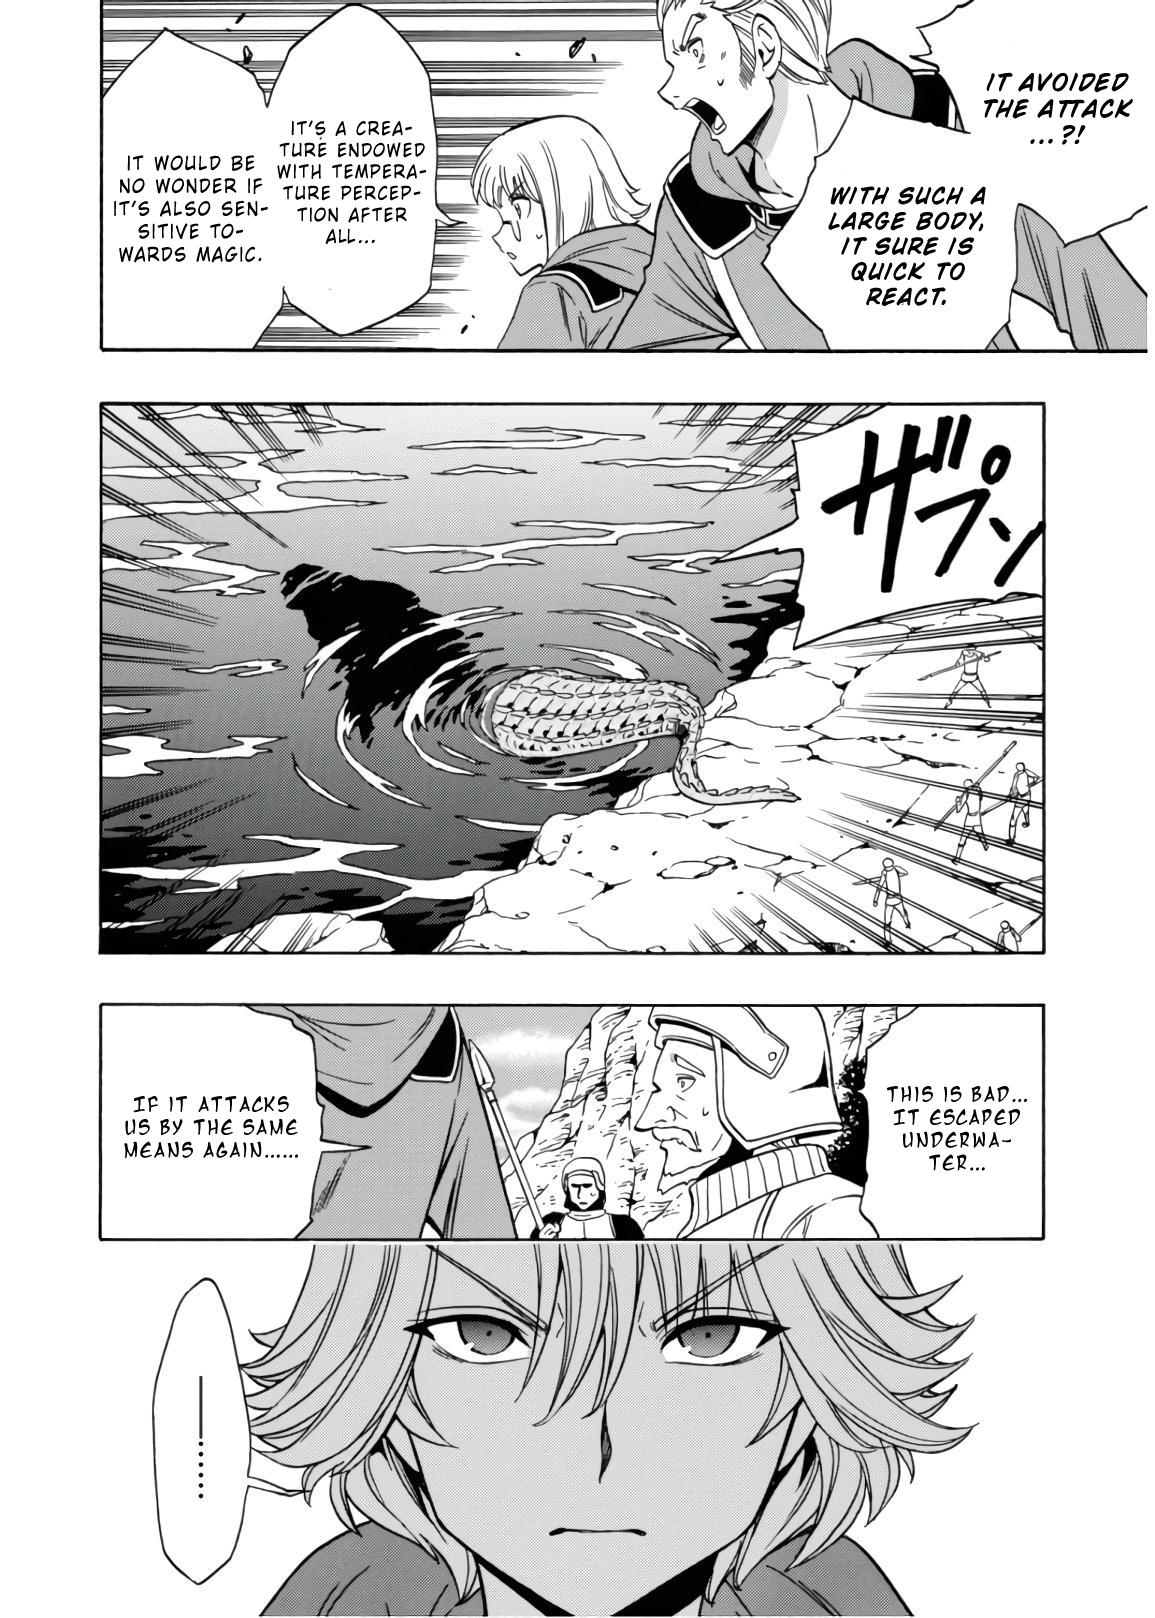 IT AVOIDED
THE ATTACK
...?!
WITH SUCH A
LARGE BODY,
IT SURE IS
QUICK TO
REACT.
IT'S A CREA-
TURE ENDOWED
WITH TEMPERA-
TURE PERCEP-
TION AFTER
ALL...
IT WOULD BE
NO WONDER IF
IT'S ALSO SEN-
SITIVE TO-
WARDS MAGIC.
ザプン
THIS IS BAD...
IT ESCAPED
UNDERWA-
TER...
IF IT ATTACKS
US BY THE SAME
MEANS AGAIN......
―......